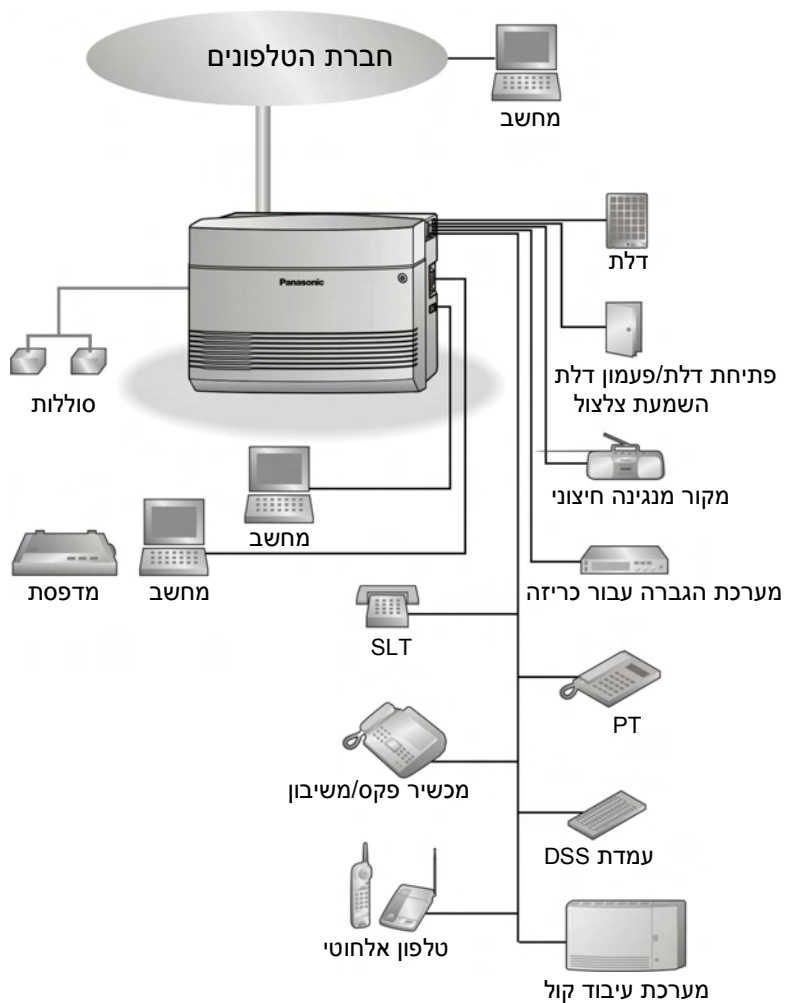 חברת הטלפונים
מחשב
Panasonic
דלת
פתיחת דלת/פעמון דלת
השמעת צלצול
סוללות
מקור מנגינה חיצוני
מחשב
מדפסת
מחשב
מערכת הגברה עבור כריזה
SLT
PT
מכשיר פקס/משיבון
עמדת DSS
טלפון אלחוטי
מערכת עיבוד קול